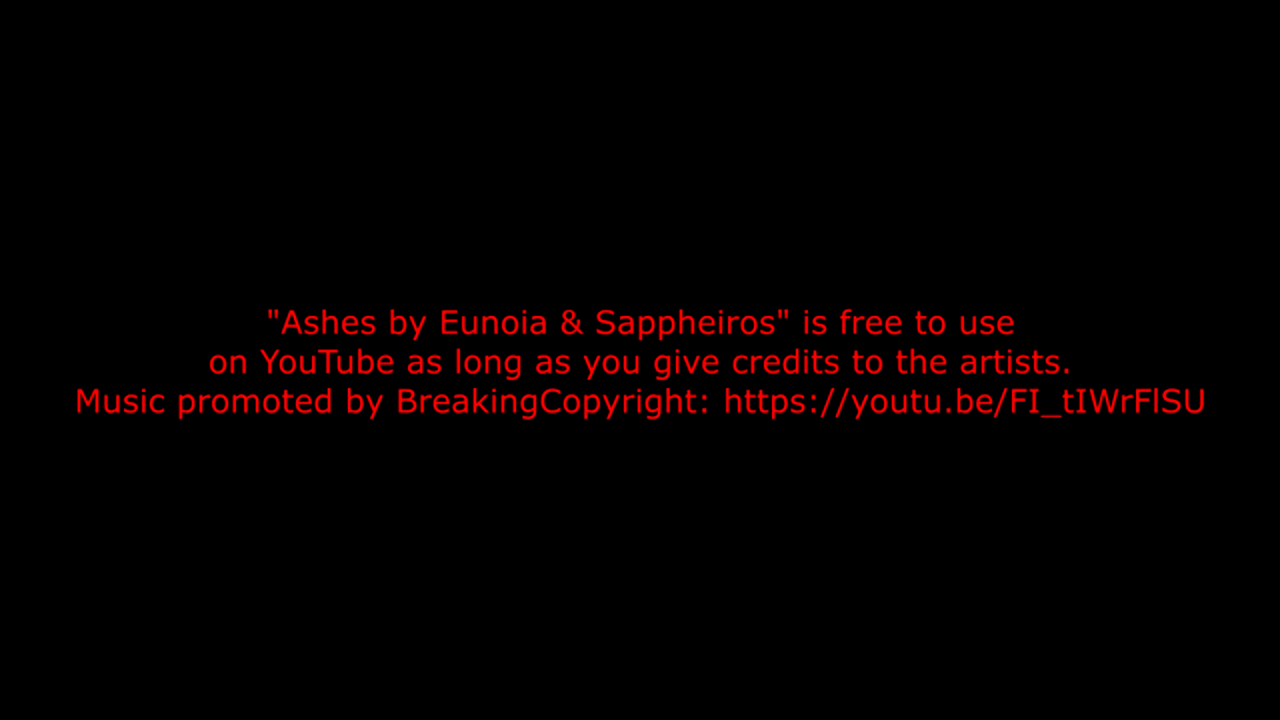 "Ashes by Eunoia & Sappheiros" is free to use
on YouTube as long as you give credits to the artists.
Music promoted by BreakingCopyright: https://youtu.be/FI_tIWrFlSU